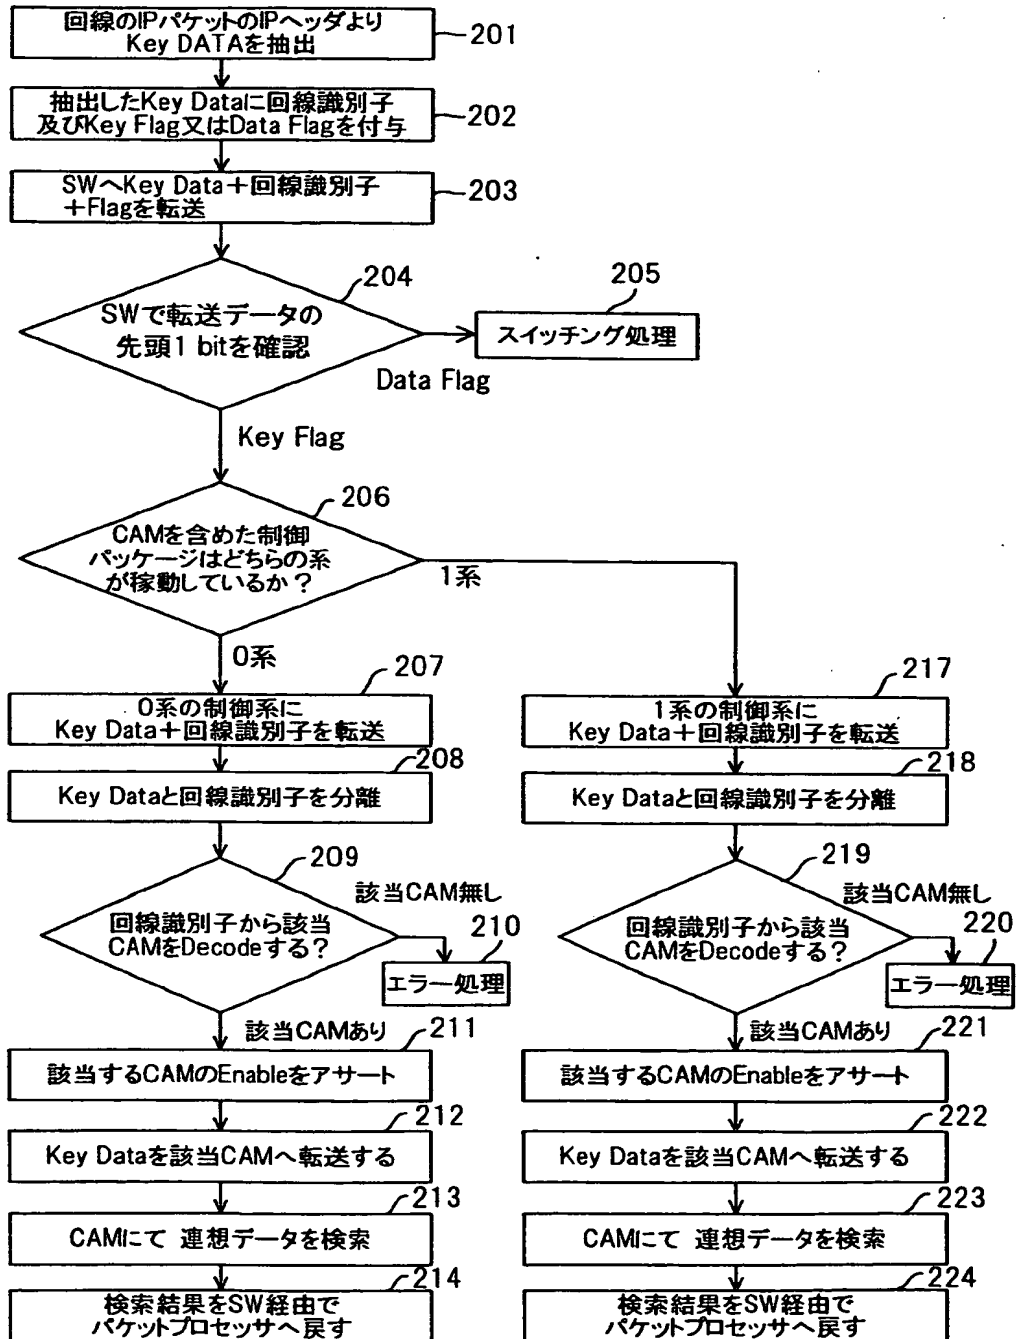 回線のIPパケットのIPヘッダより
Key DATAを抽出
201
抽出したKey Dataに回線識別子
及びKey Flag又はData Flagを付与
202
SWへKey Data＋回線識別子
＋Flagを転送
203
204
SWで転送データの
先頭1 bitを確認
205
スイッチング処理
Data Flag
Key Flag
206
CAMを含めた制御
パッケージはどちらの系
が稼動しているか？
1系
0系
207
0系の制御系に
Key Data＋回線識別子を転送
208
Key Dataと回線識別子を分離
209
該当CAM無し
回線識別子から該当
CAMをDecodeする？
210
エラー処理
該当CAMあり
211
該当するCAMのEnableをアサート
212
Key Dataを該当CAMへ転送する
213
CAMにて 連想データを検索
214
検索結果をSW経由で
パケットプロセッサへ戻す
217
1系の制御系に
Key Data＋回線識別子を転送
218
Key Dataと回線識別子を分離
219
該当CAM無し
回線識別子から該当
CAMをDecodeする？
220
エラー処理
該当CAMあり
221
該当するCAMのEnableをアサート
222
Key Dataを該当CAMへ転送する
223
CAMにて 連想データを検索
224
検索結果をSW経由で
パケットプロセッサへ戻す